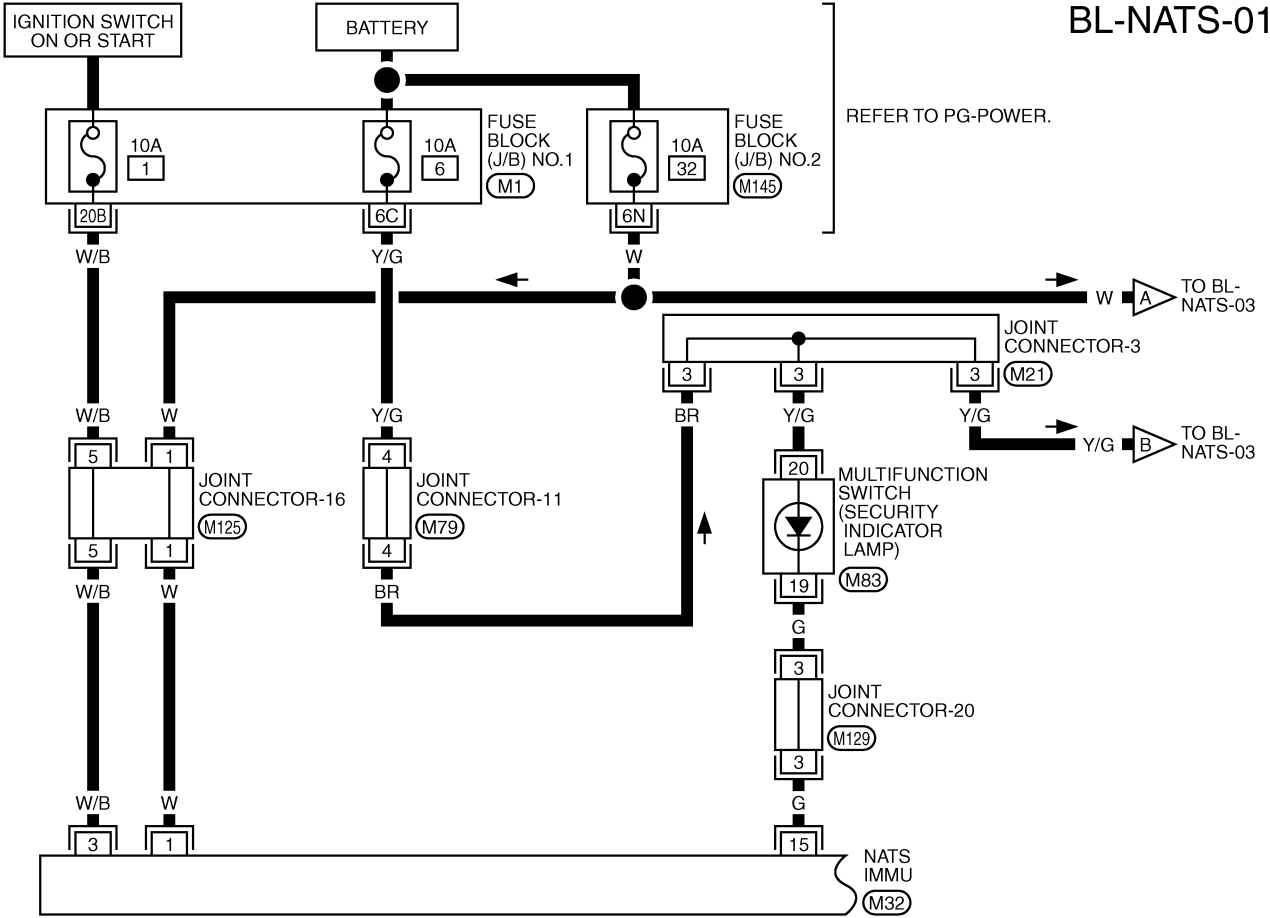 BL-NATS-01
IGNITION SWITCH
ON OR START
BATTERY
REFER TO PG-POWER.
10A
1
10A
6
FUSE
BLOCK
(J/B) NO.1
M1
10A
32
FUSE
BLOCK
(J/B) NO.2
M145
20B
6C
6N
W/B
Y/G
W
W
A
TO BL-
NATS-03
JOINT
CONNECTOR-3
M21
3
3
3
W/B
W
Y/G
BR
Y/G
Y/G
Y/G
B
TO BL-
NATS-03
5
1
JOINT
CONNECTOR-16
M125
5
1
4
JOINT
CONNECTOR-11
M79
4
20
MULTIFUNCTION
SWITCH
(SECURITY
INDICATOR
LAMP)
M83
19
W/B
W
BR
G
3
JOINT
CONNECTOR-20
M129
3
W/B
W
G
3
1
15
NATS
IMMU
M32